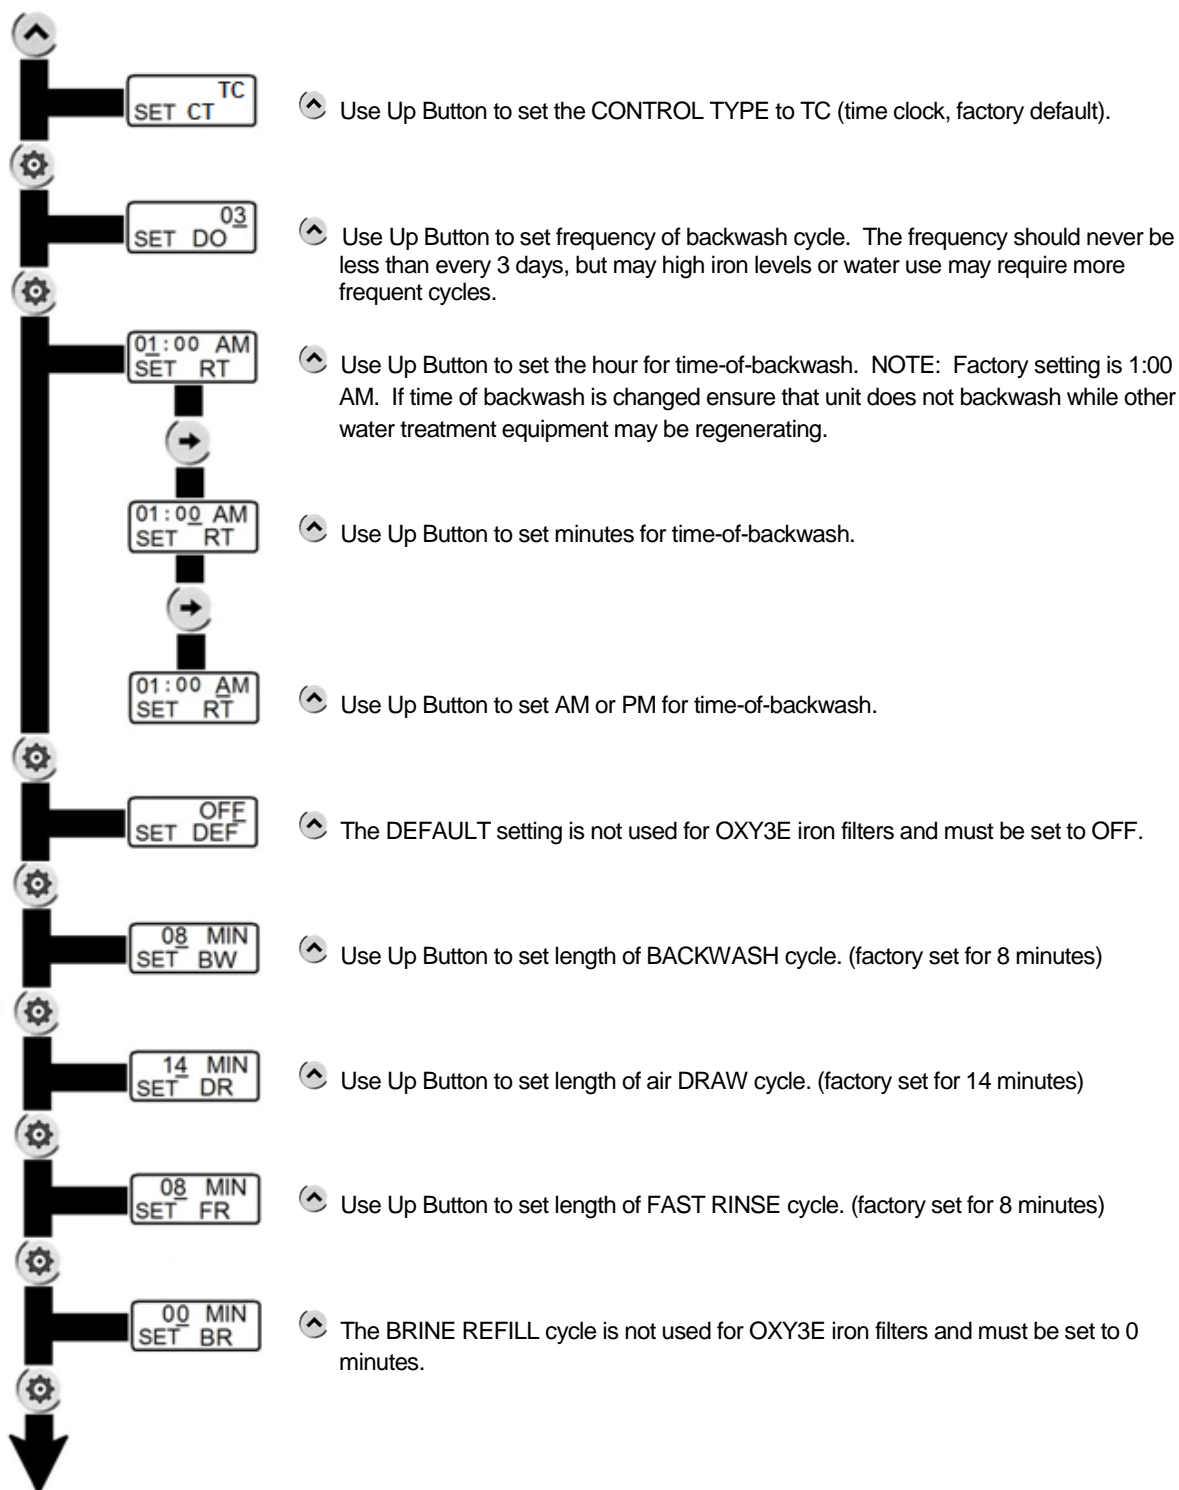 TC
SET CT
Use Up Button to set the CONTROL TYPE to TC (time clock, factory default).
03
SET DO
Use Up Button to set frequency of backwash cycle. The frequency should never be
less than every 3 days, but may high iron levels or water use may require more
frequent cycles.
01:00 AM
SET RT
Use Up Button to set the hour for time-of-backwash. NOTE: Factory setting is 1:00
AM. If time of backwash is changed ensure that unit does not backwash while other
water treatment equipment may be regenerating.
01:00 AM
SET RT
Use Up Button to set minutes for time-of-backwash.
01:00 AM
SET RT
Use Up Button to set AM or PM for time-of-backwash.
OFF
SET DEF
The DEFAULT setting is not used for OXY3E iron filters and must be set to OFF.
08 MIN
SET BW
Use Up Button to set length of BACKWASH cycle. (factory set for 8 minutes)
14 MIN
SET DR
Use Up Button to set length of air DRAW cycle. (factory set for 14 minutes)
08 MIN
SET FR
Use Up Button to set length of FAST RINSE cycle. (factory set for 8 minutes)
00 MIN
SET BR
The BRINE REFILL cycle is not used for OXY3E iron filters and must be set to 0
minutes.